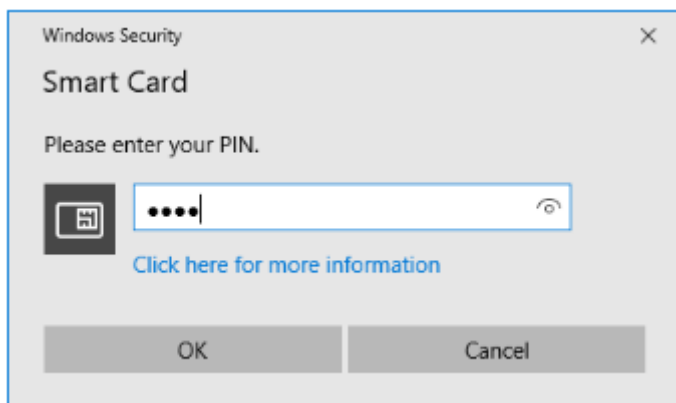 Windows Security
Smart Card
Please enter your PIN.
••••
Click here for more information
OK
Cancel